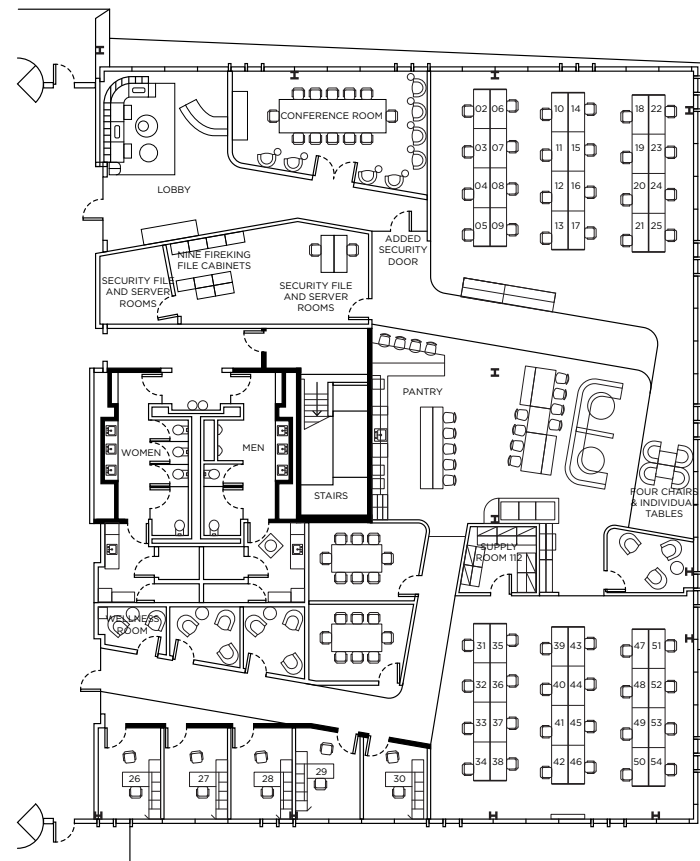 CONFERENCE ROOM
02 06
10 14
18 22
03 07
11 15
19 23
04 08
12 16
20 24
05 09
13 17
21 25
LOBBY
ADDED
SECURITY
DOOR
NINE FIREKING
FILE CABINETS
SECURITY FILE
AND SERVER
ROOMS
SECURITY FILE
AND SERVER
ROOMS
PANTRY
WOMEN
MEN
STAIRS
FOUR CHAIRS
& INDIVIDUAL
TABLES
SUPPLY
ROOM 112
WELLNESS
ROOM
31 35
39 43
47 51
32 36
40 44
48 52
33 37
41 45
49 53
34 38
42 46
50 54
26
27
28
29
30